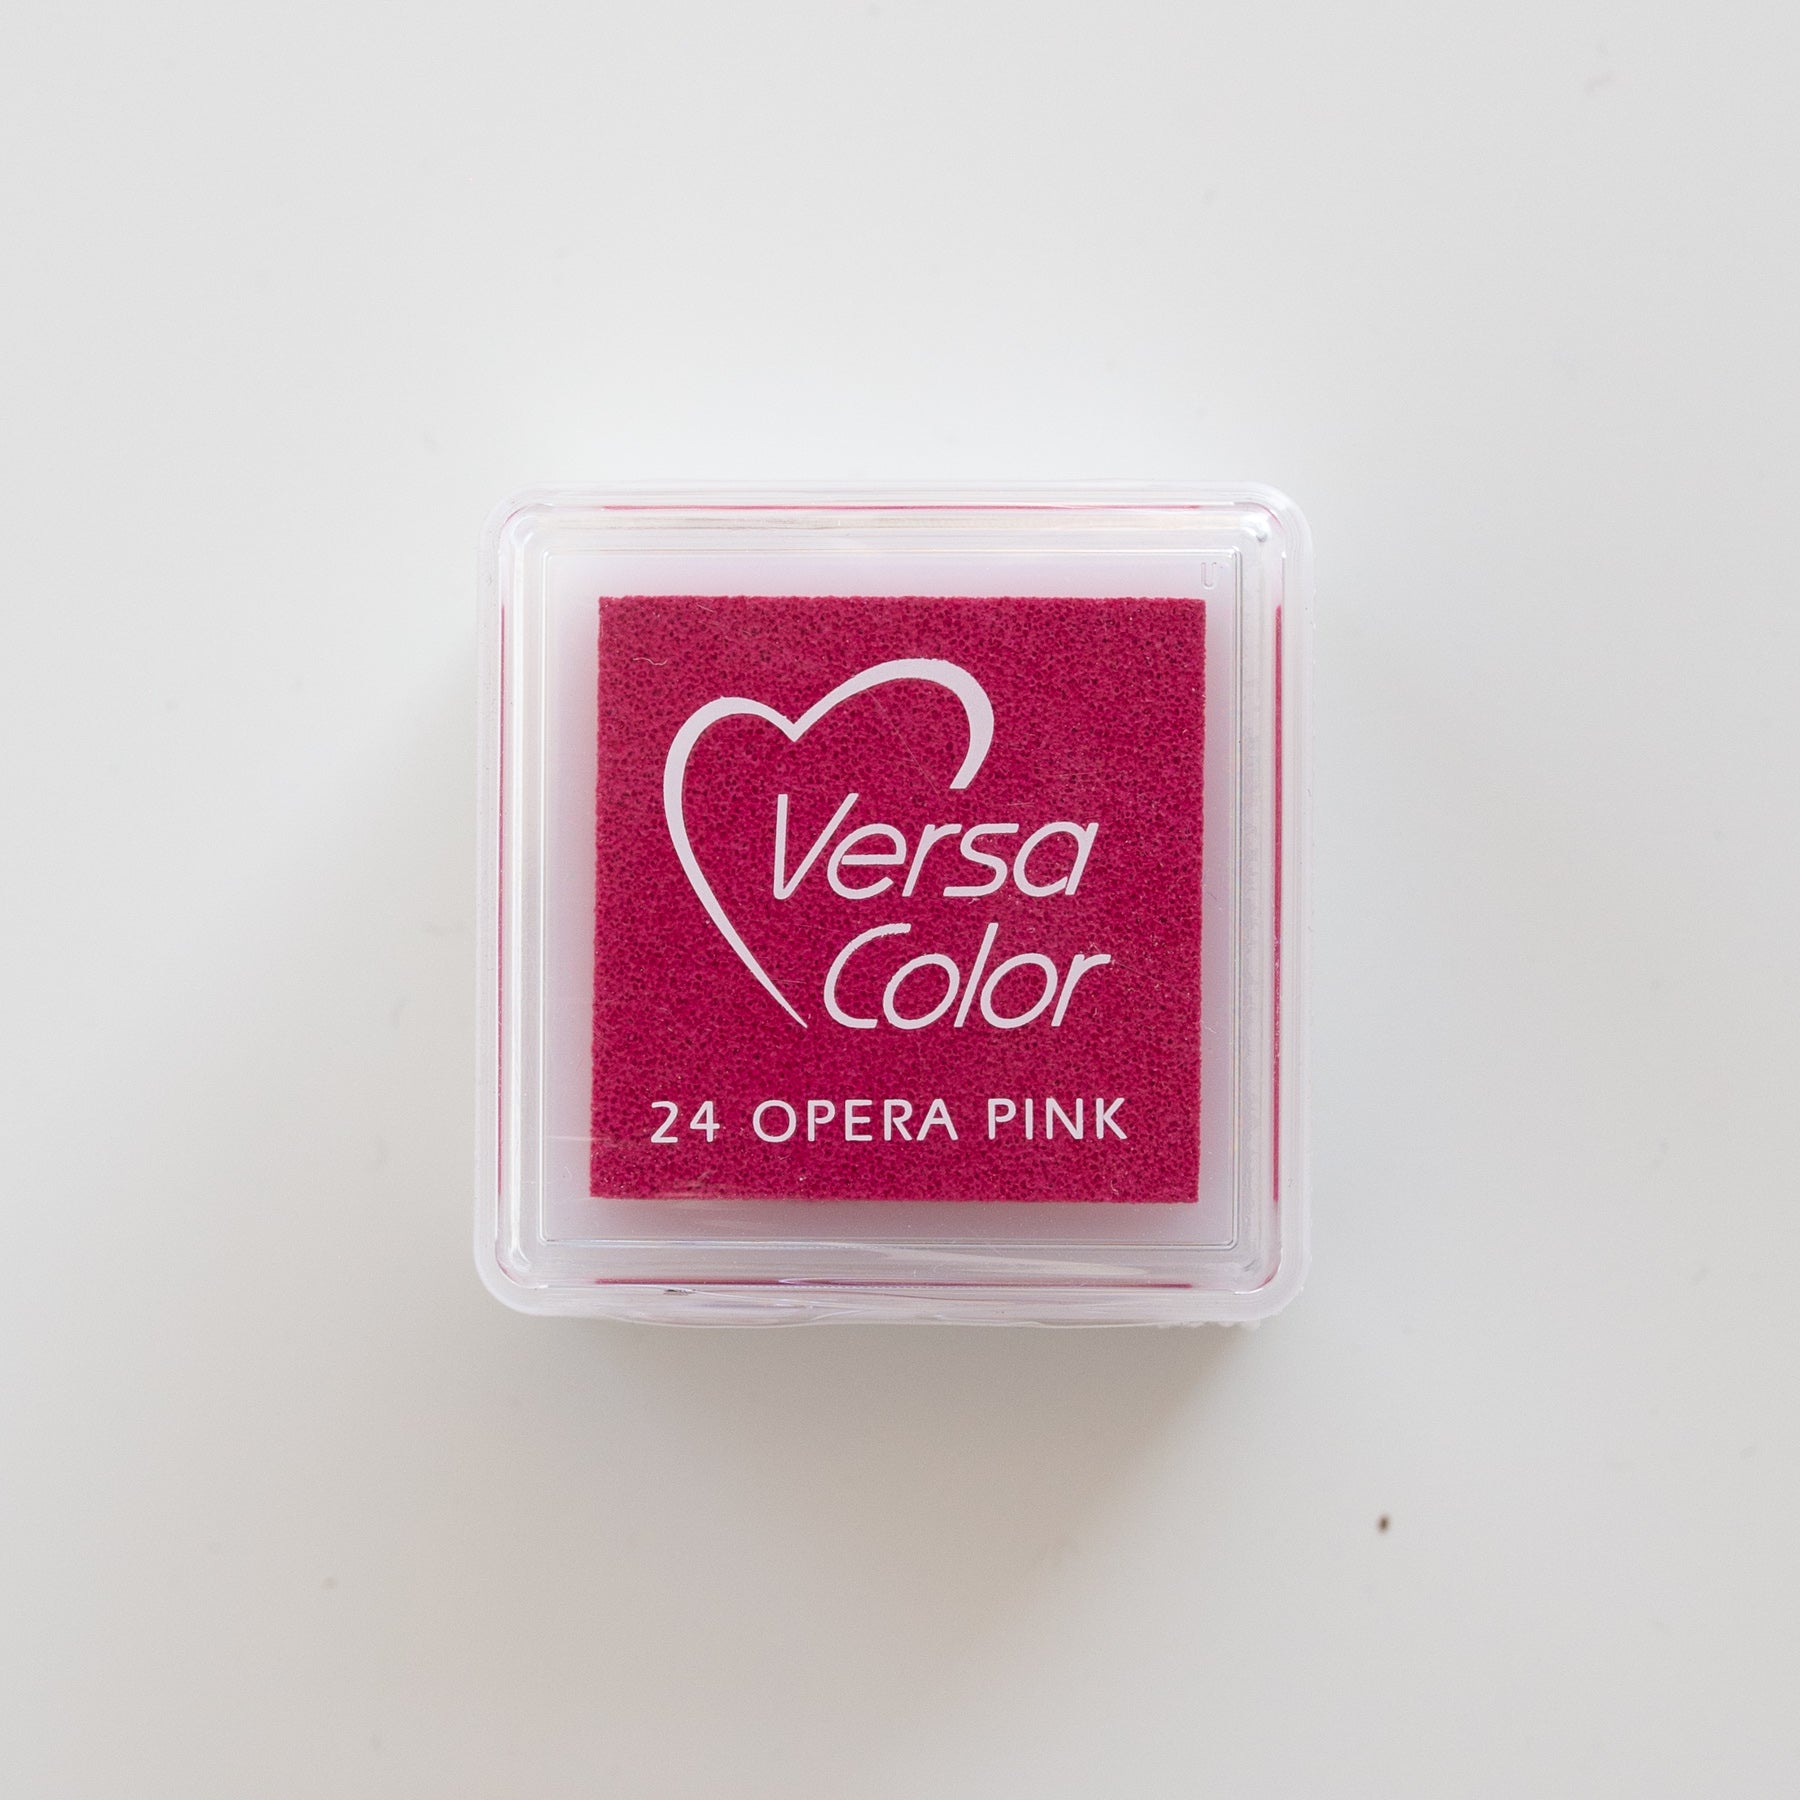 Versa
Color
24 OPERA PINK